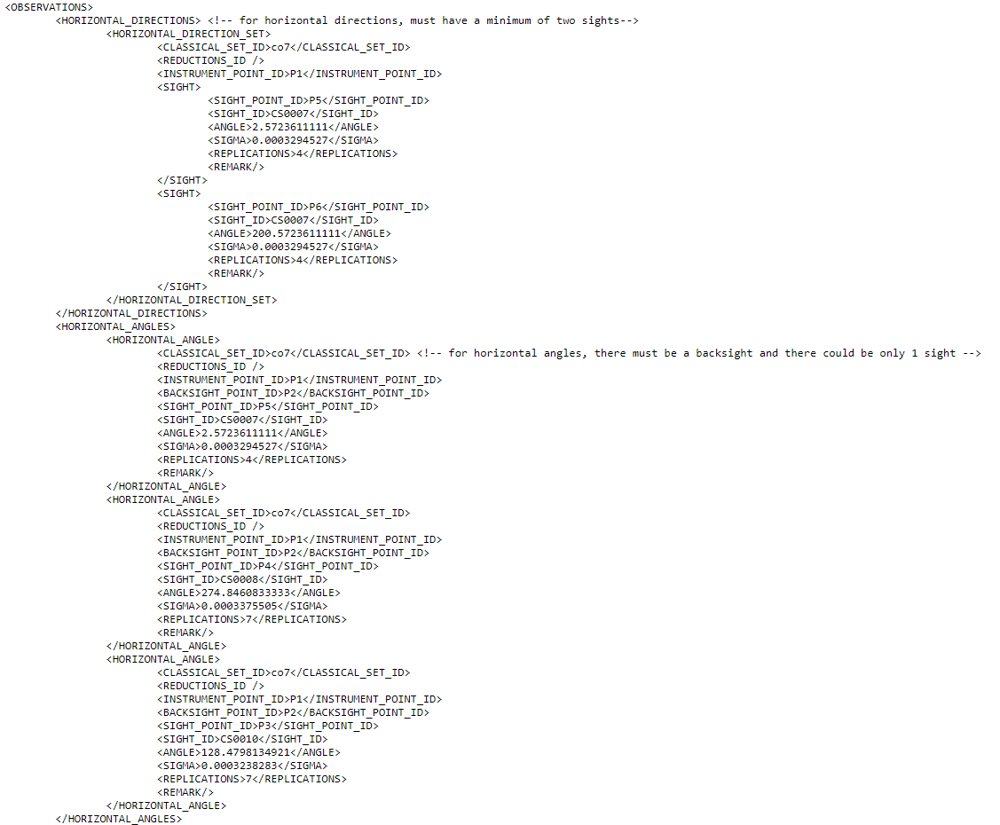 <OBSERVATIONS>
<HORIZONTAL_DIRECTIONS> <!-- for horizontal directions, must have a minimum of two sights-->
<HORIZONTAL_DIRECTION_SET>
<CLASSICAL_SET_ID>co7</CLASSICAL_SET_ID>
<REDUCTIONS_ID />
<INSTRUMENT_POINT_ID>P1</INSTRUMENT_POINT_ID>
<SIGHT>
<SIGHT_POINT_ID>P5</SIGHT_POINT_ID>
<SIGHT_ID>CS0007</SIGHT_ID>
<ANGLE>2.5723611111</ANGLE>
<SIGMA>0.0003294527</SIGMA>
<REPLICATIONS>4</REPLICATIONS>
<REMARK/>
</SIGHT>
<SIGHT>
<SIGHT_POINT_ID>P6</SIGHT_POINT_ID>
<SIGHT_ID>CS0007</SIGHT_ID>
<ANGLE>200.5723611111</ANGLE>
<SIGMA>0.0003294527</SIGMA>
<REPLICATIONS>4</REPLICATIONS>
<REMARK/>
</SIGHT>
</HORIZONTAL_DIRECTION_SET>
</HORIZONTAL_DIRECTIONS>
<HORIZONTAL_ANGLES>
<HORIZONTAL_ANGLE>
<CLASSICAL_SET_ID>co7</CLASSICAL_SET_ID> <!-- for horizontal angles, there must be a backsight and there could be only 1 sight -->
<REDUCTIONS_ID />
<INSTRUMENT_POINT_ID>P1</INSTRUMENT_POINT_ID>
<BACKSIGHT_POINT_ID>P2</BACKSIGHT_POINT_ID>
<SIGHT_POINT_ID>P5</SIGHT_POINT_ID>
<SIGHT_ID>CS0007</SIGHT_ID>
<ANGLE>2.5723611111</ANGLE>
<SIGMA>0.0003294527</SIGMA>
<REPLICATIONS>4</REPLICATIONS>
<REMARK/>
</HORIZONTAL_ANGLE>
<HORIZONTAL_ANGLE>
<CLASSICAL_SET_ID>co7</CLASSICAL_SET_ID>
<REDUCTIONS_ID />
<INSTRUMENT_POINT_ID>P1</INSTRUMENT_POINT_ID>
<BACKSIGHT_POINT_ID>P2</BACKSIGHT_POINT_ID>
<SIGHT_POINT_ID>P4</SIGHT_POINT_ID>
<SIGHT_ID>CS0008</SIGHT_ID>
<ANGLE>274.8460833333</ANGLE>
<SIGMA>0.0003375505</SIGMA>
<REPLICATIONS>7</REPLICATIONS>
<REMARK/>
</HORIZONTAL_ANGLE>
<HORIZONTAL_ANGLE>
<CLASSICAL_SET_ID>co7</CLASSICAL_SET_ID>
<REDUCTIONS_ID />
<INSTRUMENT_POINT_ID>P1</INSTRUMENT_POINT_ID>
<BACKSIGHT_POINT_ID>P2</BACKSIGHT_POINT_ID>
<SIGHT_POINT_ID>P3</SIGHT_POINT_ID>
<SIGHT_ID>CS0010</SIGHT_ID>
<ANGLE>128.4798134921</ANGLE>
<SIGMA>0.0003238283</SIGMA>
<REPLICATIONS>7</REPLICATIONS>
<REMARK/>
</HORIZONTAL_ANGLE>
</HORIZONTAL_ANGLES>